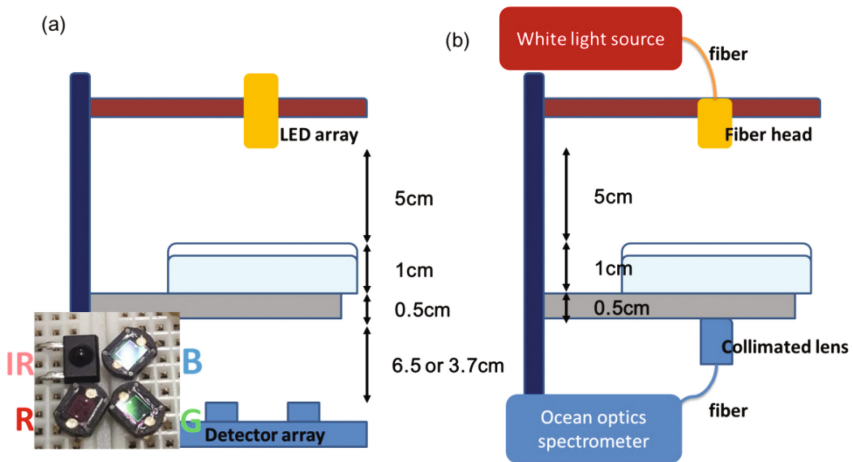 (a)
LED array
5cm
1cm
0.5cm
6.5 or 3.7cm
IR
B
R
G
Detector array
(b)
White light source
fiber
Fiber head
5cm
1cm
0.5cm
Collimated lens
fiber
Ocean optics
spectrometer